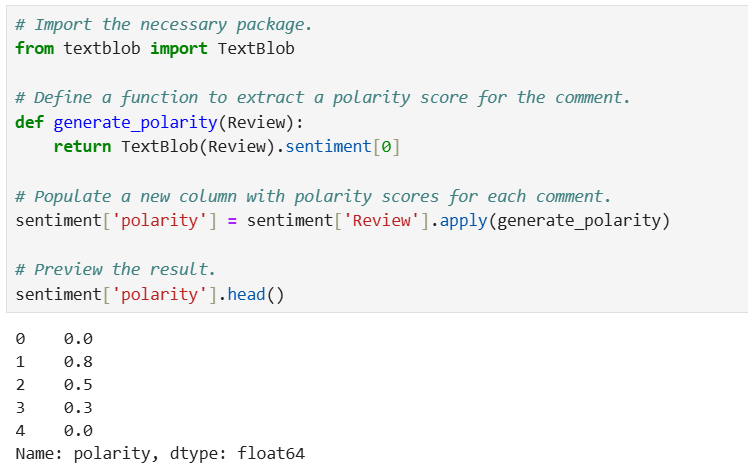 # Import the necessary package.
from textblob import TextBlob
# Define a function to extract a polarity score for the comment.
def generate_polarity(Review):
    return TextBlob(Review).sentiment[0]
# Populate a new column with polarity scores for each comment.
sentiment['polarity'] = sentiment['Review'].apply(generate_polarity)
# Preview the result.
sentiment['polarity'].head()
0    0.0
1    0.8
2    0.5
3    0.3
4    0.0
Name: polarity, dtype: float64